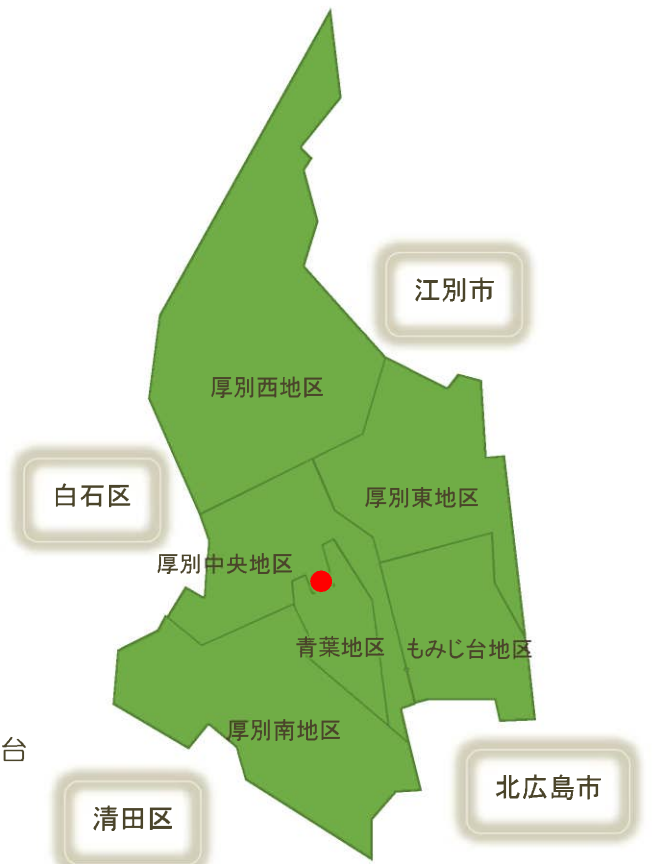 江別市
厚別西地区
白石区
厚別東地区
厚別中央地区
青葉地区
もみじ台地区
厚別南地区
台
北広島市
清田区